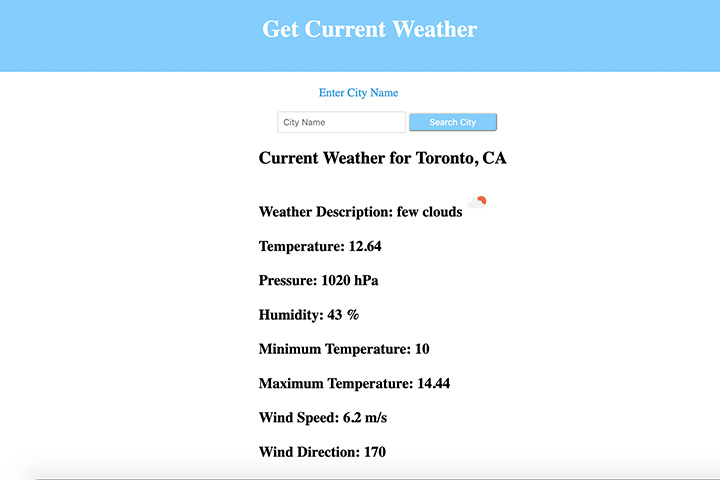 Get Current Weather
Enter City Name
City Name
Search City
Current Weather for Toronto, CA
Weather Description: few clouds
Temperature: 12.64
Pressure: 1020 hPa
Humidity: 43 %
Minimum Temperature: 10
Maximum Temperature: 14.44
Wind Speed: 6.2 m/s
Wind Direction: 170